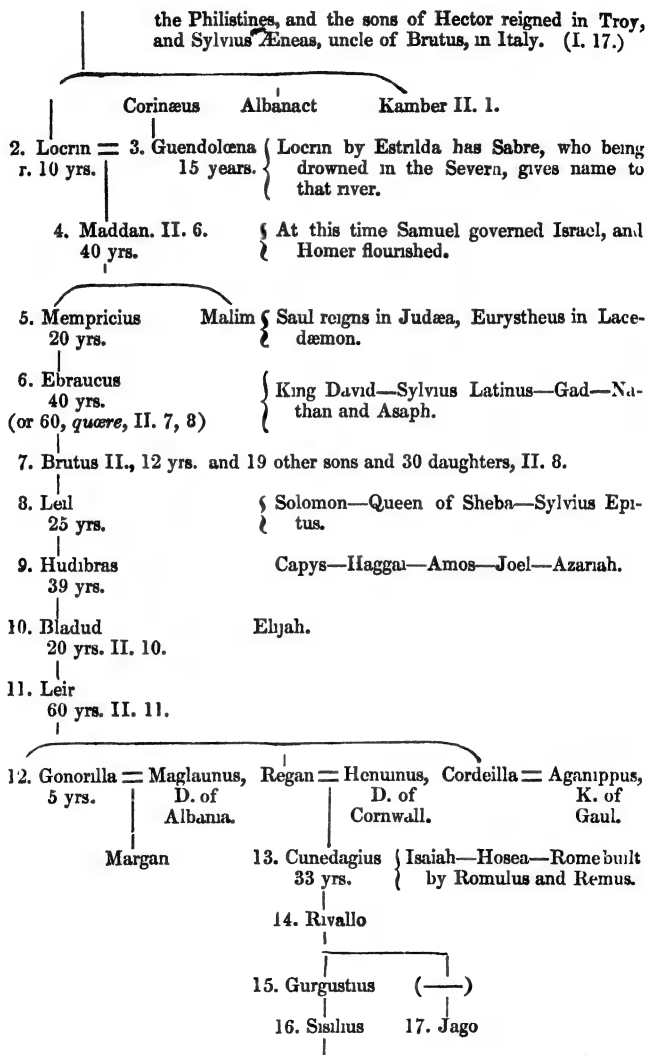 the Philistines, and the sons of Hector reigned in Troy,
and Sylvius Æneas, uncle of Brutus, in Italy. (I. 17.)
Corinæus Albanact Kamber II. 1.
2. Locrin = 3. Guendolœna { Locrin by Estrilda has Sabre, who being
r. 10 yrs. 15 years. drowned in the Severn, gives name to
that river.
4. Maddan. II. 6. { At this time Samuel governed Israel, and
40 yrs. Homer flourished.
5. Mempricius Malim { Saul reigns in Judæa, Eurystheus in Lace-
20 yrs. dæmon.
6. Ebraucus
40 yrs. { King David—Sylvius Latinus—Gad—Na-
(or 60, quære, II. 7, 8) than and Asaph.
7. Brutus II., 12 yrs. and 19 other sons and 30 daughters, II. 8.
8. Leil { Solomon—Queen of Sheba—Sylvius Epi-
25 yrs. tus.
9. Hudibras Capys—Haggai—Amos—Joel—Azariah.
39 yrs.
10. Bladud Elijah.
20 yrs. II. 10.
11. Leir
60 yrs. II. 11.
12. Gonorilla = Maglaunus, Regan = Henuinus, Cordeilla = Aganippus,
5 yrs. D. of D. of K. of
Albania. Cornwall. Gaul.
Margan 13. Cunedagius { Isaiah—Hosea—Rome built
33 yrs. by Romulus and Remus.
14. Rivallo
15. Gurgustius (——)
16. Sisilius 17. Jago